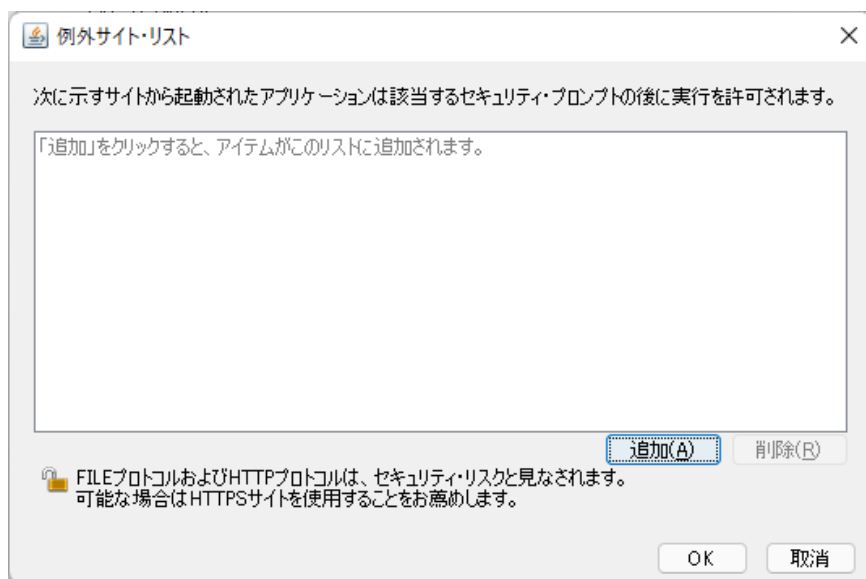 例外サイト・リスト
次に示すサイトから起動されたアプリケーションは該当するセキュリティ・プロンプトの後に実行を許可されます。
「追加」をクリックすると、アイテムがこのリストに追加されます。
追加(A)
削除(R)
FILEプロトコルおよびHTTPプロトコルは、セキュリティ・リスクと見なされます。
可能な場合はHTTPSサイトを使用することをお薦めします。
OK
取消